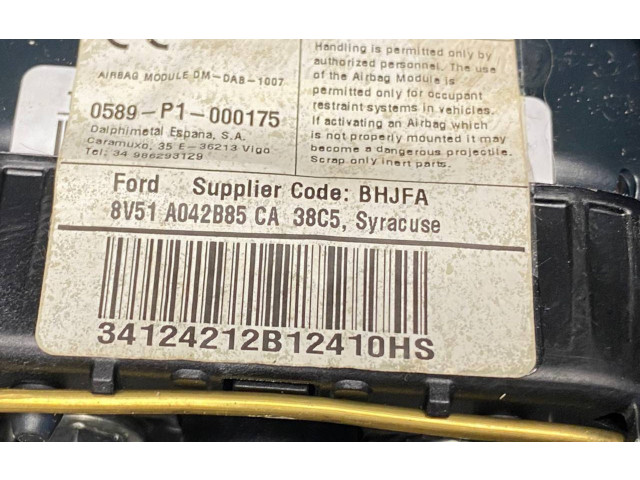 AIRBAG MODULE DM-DAB-1007
0589-P1-000175
Dalphimetal Espana, S.A.
Caramuxo, 35 E-36213 Vigo
Tel: 34 986293129
Handling is permitted only by
authorized personnel. The use
of the Airbag Module is
permitted only for occupant
restraint systems in vehicles.
If activating an Airbag which
is not properly mounted it may
become a dangerous projectile.
Scrap only inert parts.
Ford Supplier Code: BHJFA
8V51 A042B85 CA 38C5, Syracuse
34124212B12410HS